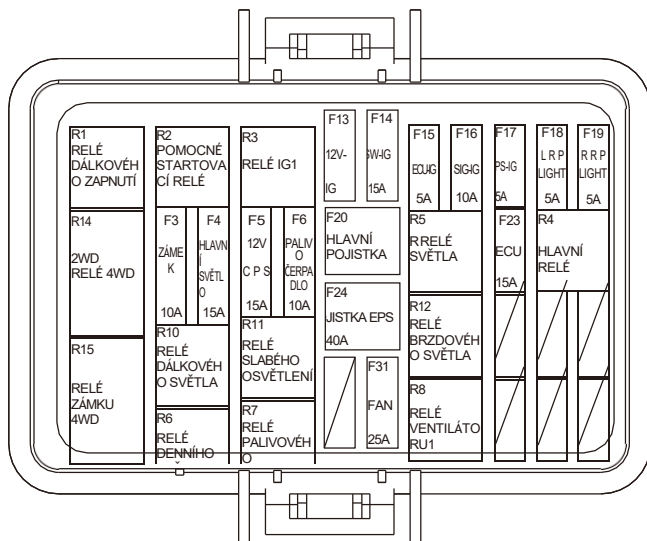 R1
RELÉ
DÁLKOVÉH
O ZAPNUTÍ
R2
POMOCNÉ
STARTOVA
CÍ RELÉ
R3
RELÉ IG1
F13
12V-
IG
F14
SW-IG
15A
F15
ECU-IG
5A
F16
SIG-IG
10A
F17
PS-IG
5A
F18
L R P
LIGHT
5A
F19
R R P
LIGHT
5A
R14
2WD
RELÉ 4WD
F3
ZÁME
K
10A
F4
HLAVN
Í
SVĚTL
O
15A
F5
12V
C P S
15A
F6
PALIV
O
ČERPA
DLO
10A
F20
HLAVNÍ
POJISTKA
R5
RRELÉ
SVĚTLA
F23
ECU
15A
R4
HLAVNÍ
RELÉ
F24
JISTKA EPS
40A
R12
RELÉ
BRZDOVÉH
O SVĚTLA
R15
RELÉ
ZÁMKU
4WD
R10
RELÉ
DÁLKOVÉH
O SVĚTLA
R11
RELÉ
SLABÉHO
OSVĚTLENÍ
F31
FAN
25A
R8
RELÉ
VENTILÁTO
RU1
R6
RELÉ
DENNÍHO
R7
RELÉ
PALIVOVÉH
O